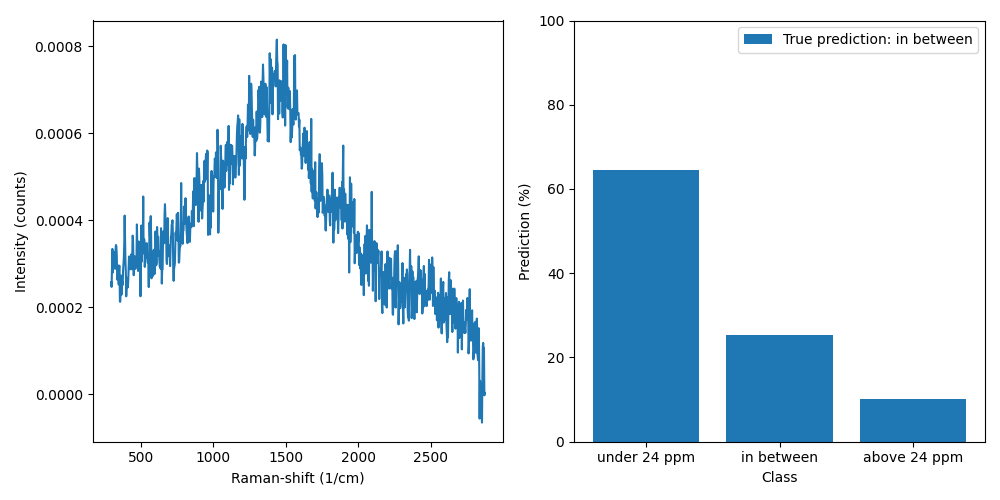 0.0008
0.0006
0.0004
0.0002
0.0000
Intensity (counts)
500 1000 1500 2000 2500
Raman-shift (1/cm)
100
80
60
40
20
0
Prediction (%)
True prediction: in between
under 24 ppm in between above 24 ppm
Class